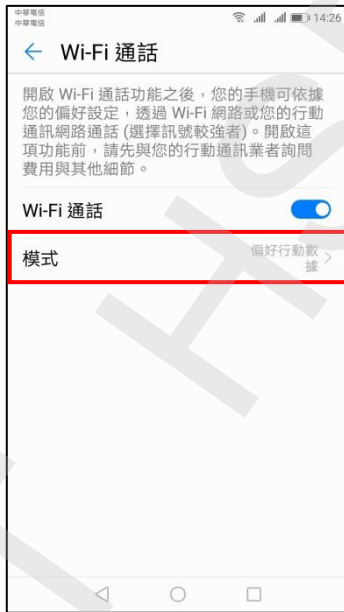 中華電信
中華電信
14:26
Wi-Fi 通話
開啟 Wi-Fi 通話功能之後，您的手機可依據
您的偏好設定，透過 Wi-Fi 網路或您的行動
通訊網路通話 (選擇訊號較強者)。開啟這
項功能前，請先與您的行動通訊業者詢問
費用與其他細節。
Wi-Fi 通話
模式
偏好行動數
據